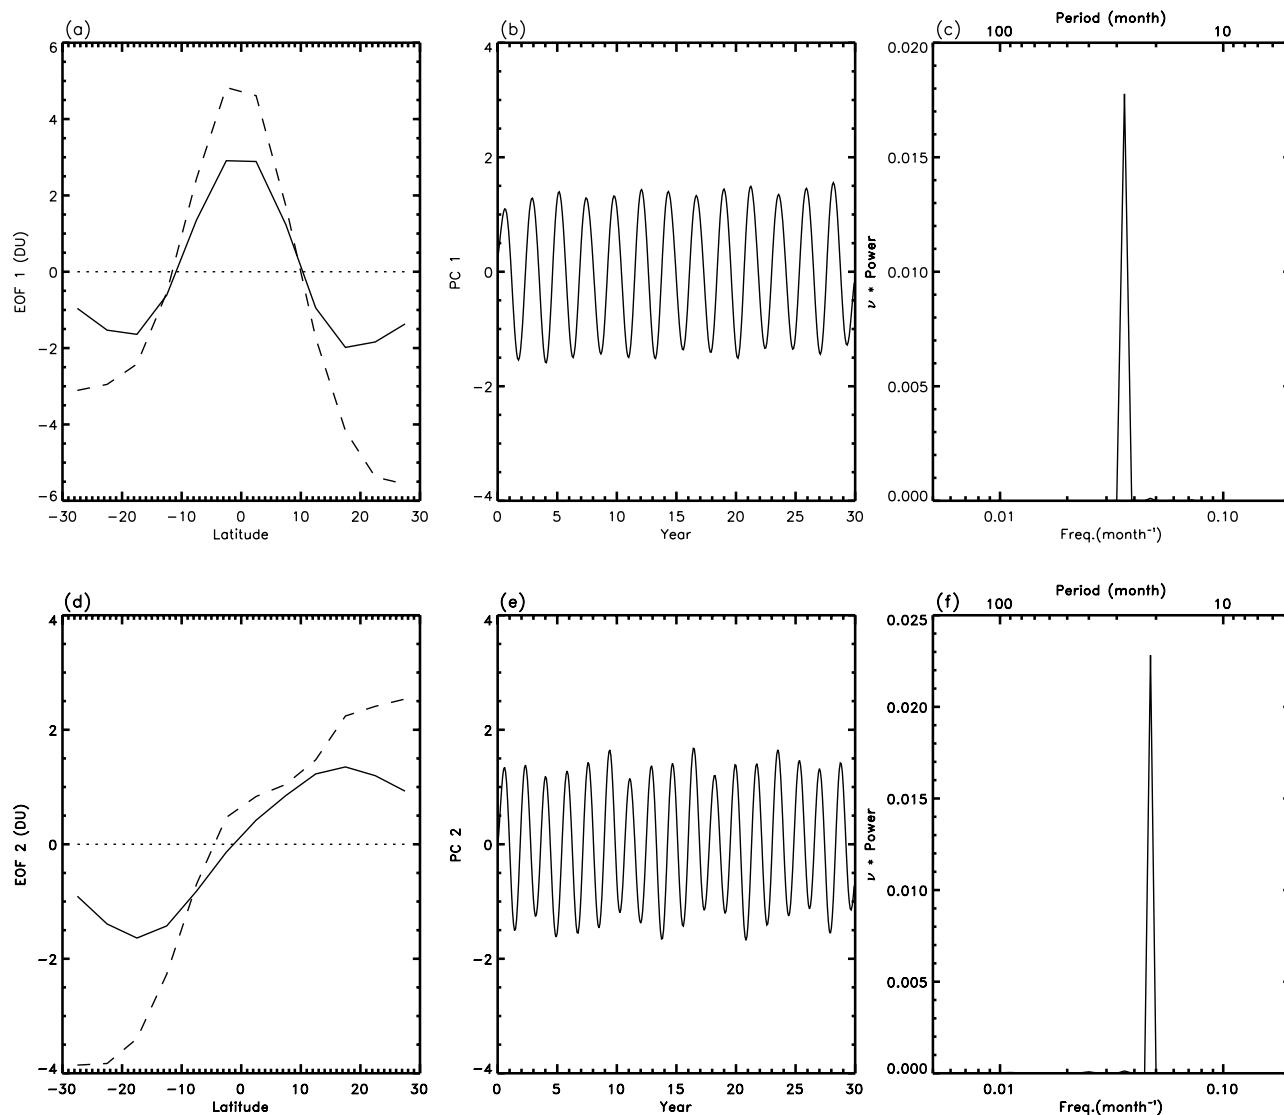 Period (month)
(a) (b) (c) 100 10
6 4 0.020
4 2 0.015
2
0 0 0.010
−2
−4 −2 0.005
−6 −4 0.000
EOF 1 (DU) PC 1 ν * Power
−30 −20 −10 0 10 20 30 0 5 10 15 20 25 30 0.01 0.10
Latitude Year Freq.(month⁻¹)
Period (month)
(d) (e) (f) 100 10
4 4 0.025
0.020
2 2
0.015
0 0
0.010
−2 −2
0.005
−4 −4 0.000
EOF 2 (DU) PC 2 ν * Power
−30 −20 −10 0 10 20 30 0 5 10 15 20 25 30 0.01 0.10
Latitude Year Freq.(month⁻¹)